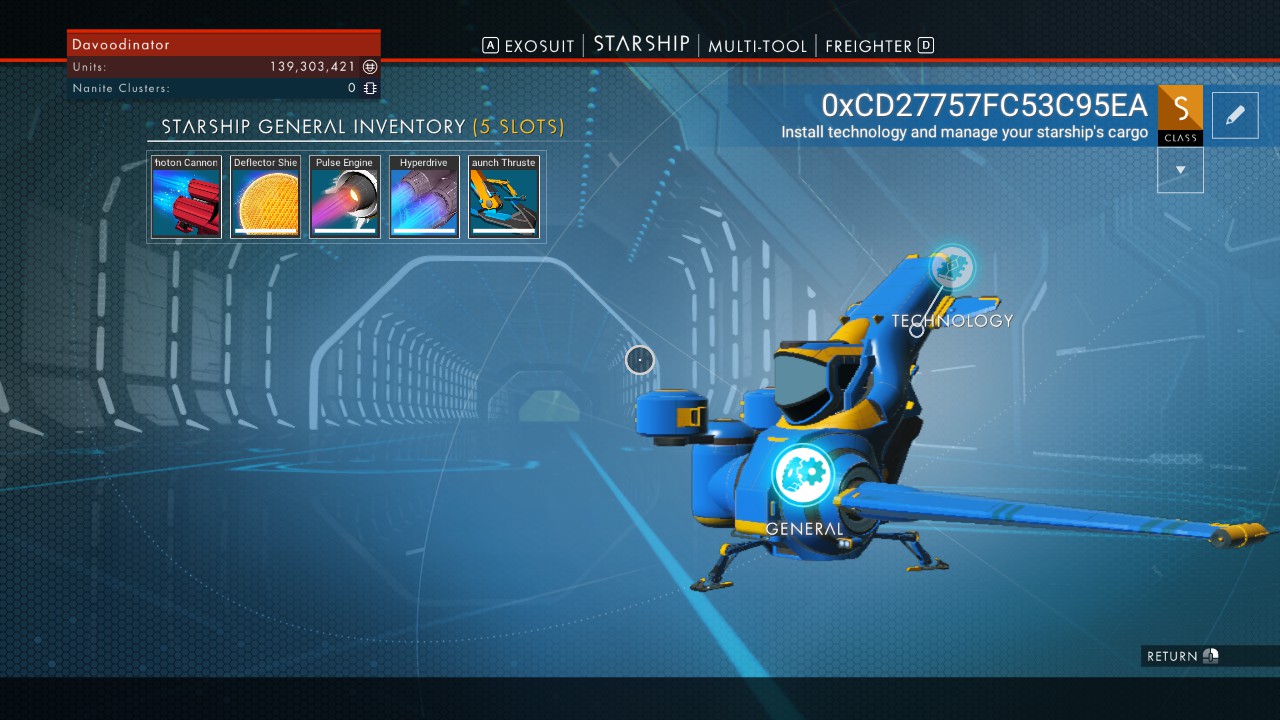 Davoodinator
Units: 139,303,421
Nanite Clusters: 0
A EXOSUIT STARSHIP MULTI-TOOL FREIGHTER D
0xCD27757FC53C95EA
Install technology and manage your starship's cargo
S
CLASS
STARSHIP GENERAL INVENTORY (5 SLOTS)
hoton Cannon Deflector Shie Pulse Engine Hyperdrive aunch Thruste
TECHNOLOGY
GENERAL
RETURN